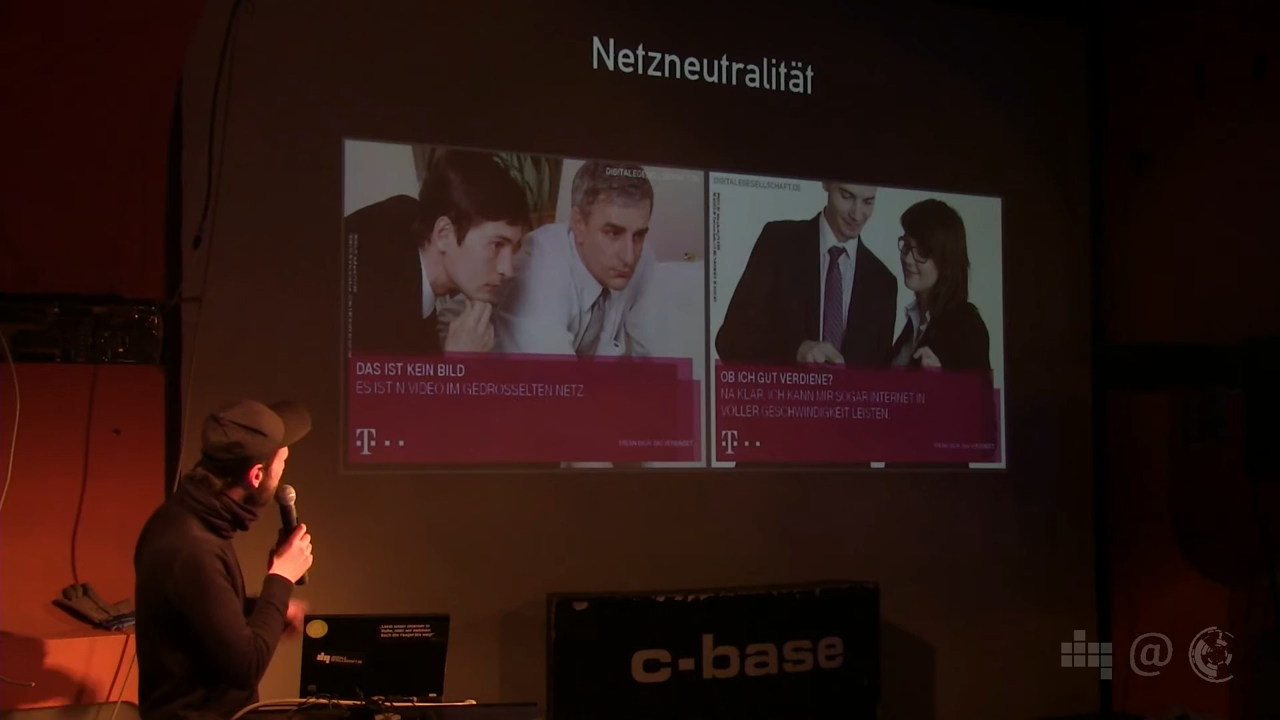 Netzneutralität
DIGITALEGESELLSCHAFT.DE
DAS IST KEIN BILD
ES IST N VIDEO IM GEDROSSELTEN NETZ
T
OB ICH GUT VERDIENE?
NA KLAR, ICH KANN MIR SOGAR INTERNET IN
VOLLER GESCHWINDIGKEIT LEISTEN
T
c-base
@